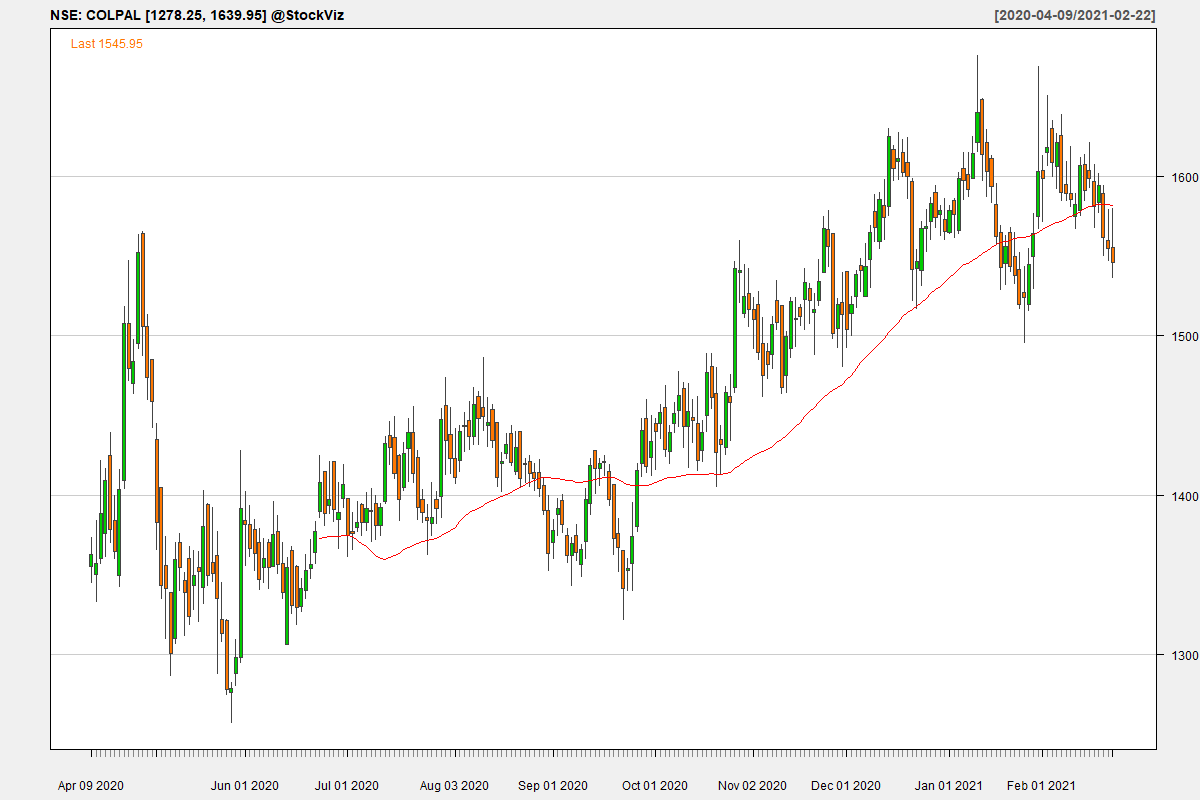 NSE: COLPAL [1278.25, 1639.95] @StockViz [2020-04-09/2021-02-22]
Last 1545.95
1600
1500
1400
1300
Apr 09 2020 Jun 01 2020 Jul 01 2020 Aug 03 2020 Sep 01 2020 Oct 01 2020 Nov 02 2020 Dec 01 2020 Jan 01 2021 Feb 01 2021